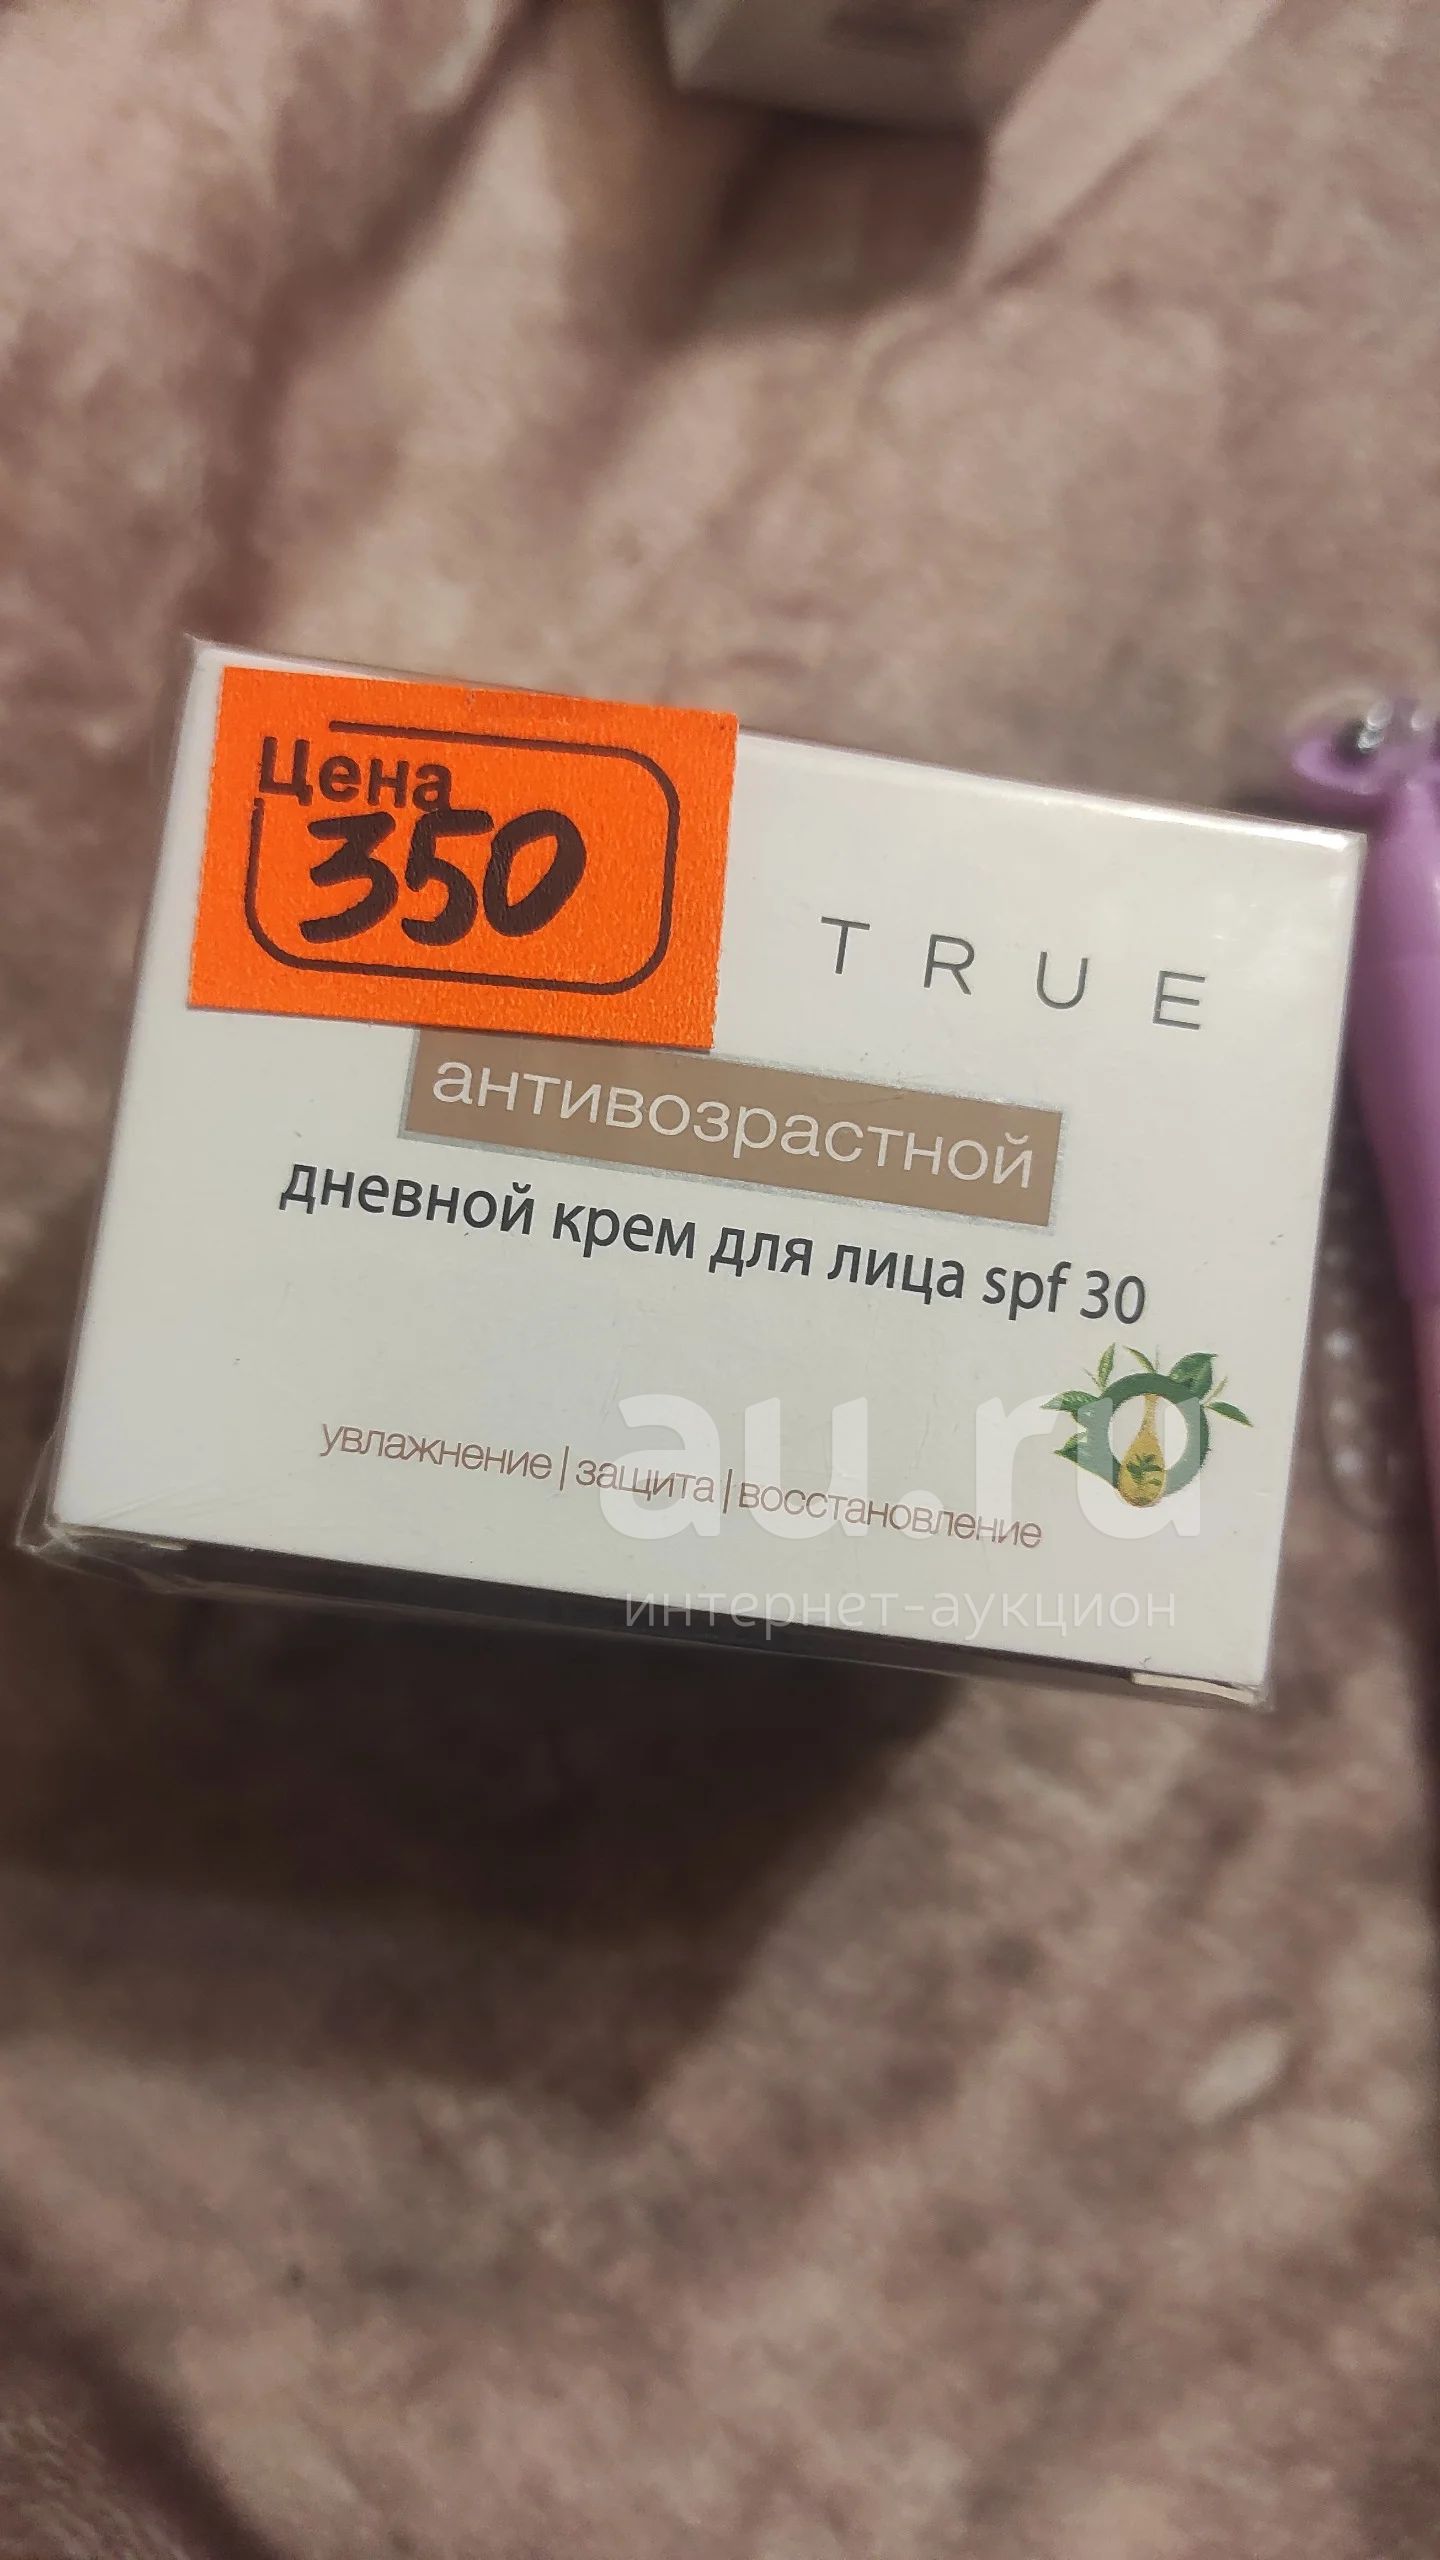 Цена
350
TRUE
антивозрастной
дневной крем для лица spf 30
увлажнение|защита|восстановление
au.ru
интернет-аукцион